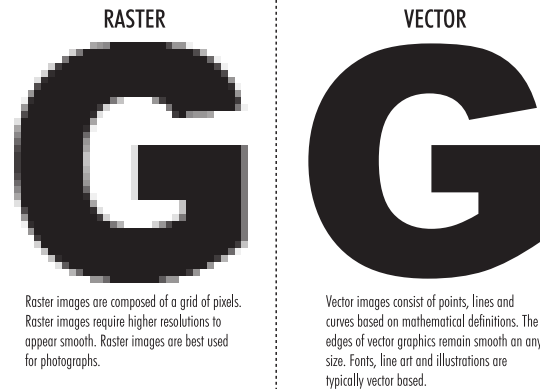 RASTER
G
Raster images are composed of a grid of pixels.
Raster images require higher resolutions to
appear smooth. Raster images are best used
for photographs.
VECTOR
G
Vector images consist of points, lines and
curves based on mathematical definitions. The
edges of vector graphics remain smooth an any
size. Fonts, line art and illustrations are
typically vector based.